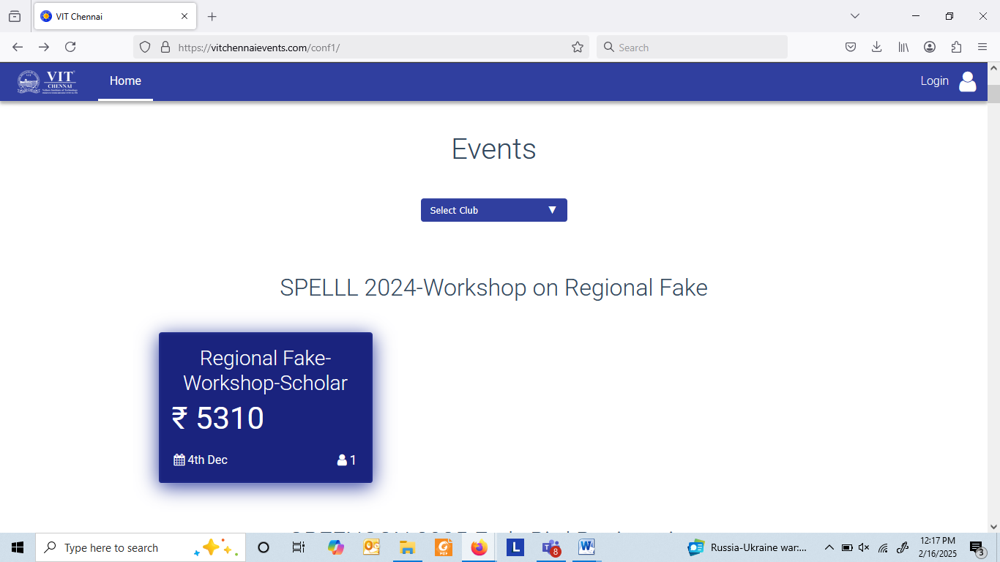 VIT Chennai
https://vitchennaievents.com/conf1/
Search
VIT
CHENNAI
Home
Login
Events
Select Club
SPELLL 2024-Workshop on Regional Fake
Regional Fake-
Workshop-Scholar
₹ 5310
4th Dec
1
Type here to search
PDF
L
8
W
Russia-Ukraine war:...
12:17 PM
2/16/2025
3